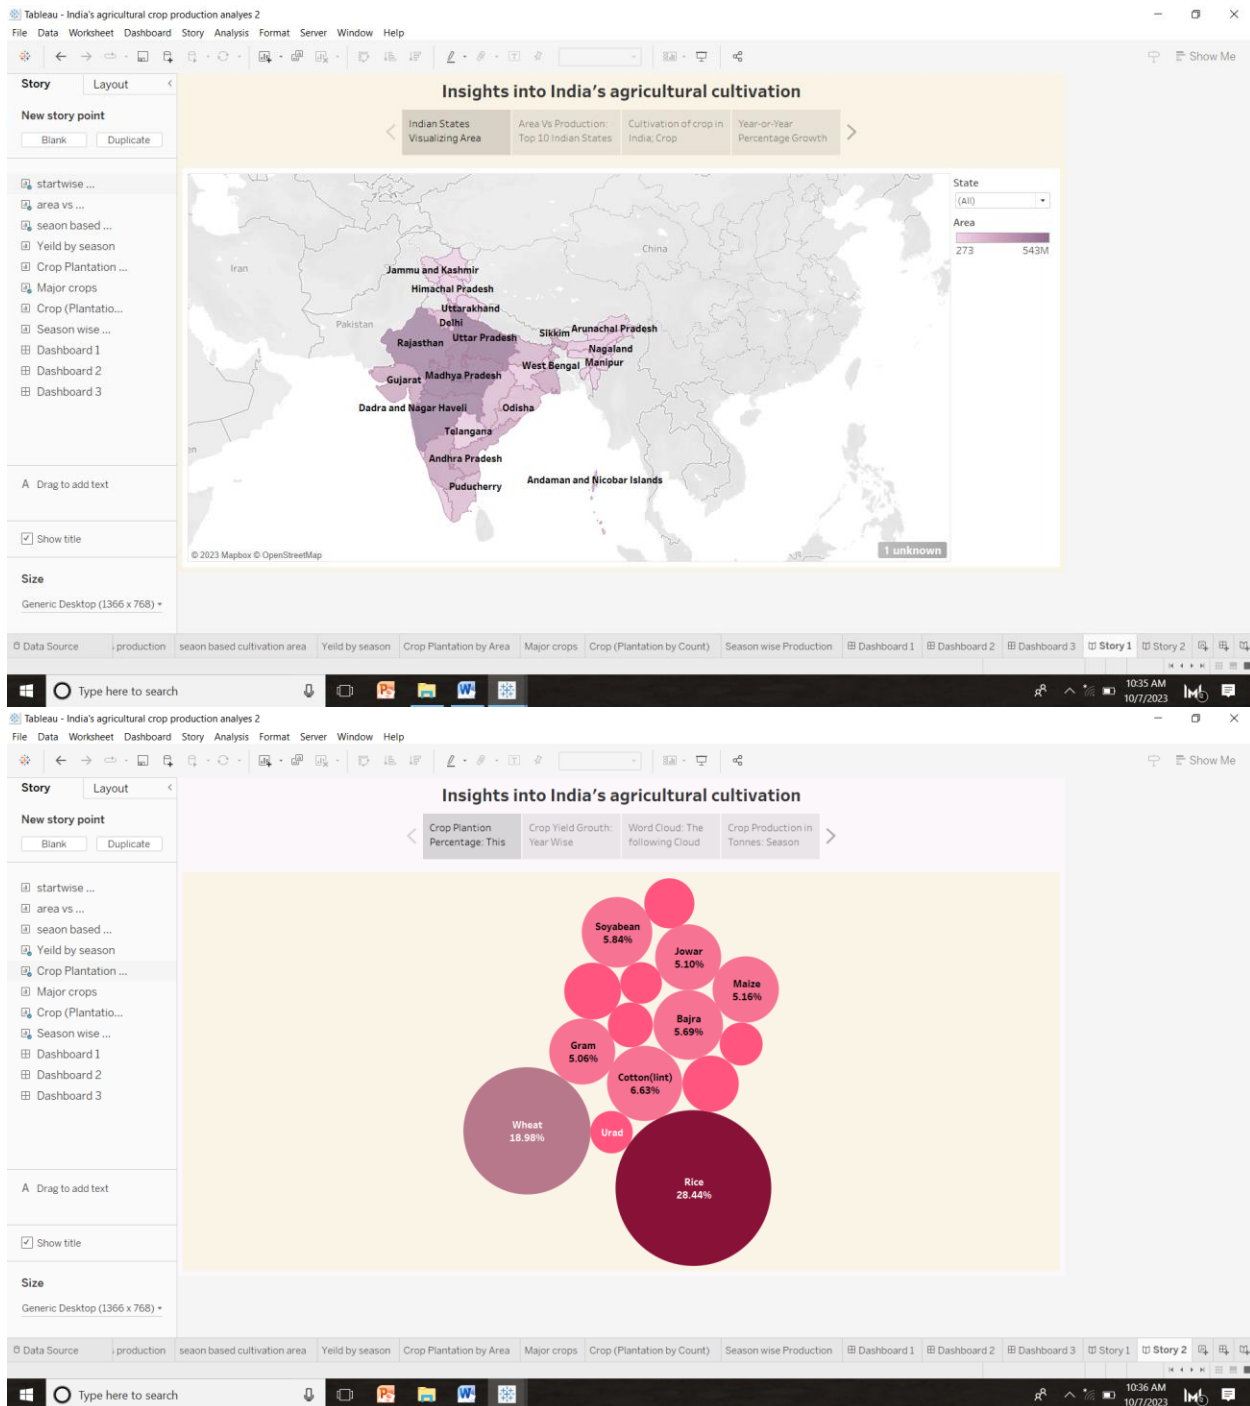 Tableau - India's agricultural crop production analyes 2
File Data Worksheet Dashboard Story Analysis Format Server Window Help
Show Me
Story Layout
New story point
Blank Duplicate
startwise ...
area vs ...
seaon based ...
Yeild by season
Crop Plantation ...
Major crops
Crop (Plantatio...
Season wise ...
Dashboard 1
Dashboard 2
Dashboard 3
A Drag to add text
Show title
Size
Generic Desktop (1366 x 768)
Insights into India's agricultural cultivation
Indian States
Visualizing Area
Area Vs Production:
Top 10 Indian States
Cultivation of crop in
India; Crop
Year-or-Year
Percentage Growth
State
(All)
Area
273 543M
China
Iran
Pakistan
Jammu and Kashmir
Himachal Pradesh
Uttarakhand
Delhi
Rajasthan
Uttar Pradesh
Sikkim
Arunachal Pradesh
Nagaland
Manipur
West Bengal
Gujarat
Madhya Pradesh
Dadra and Nagar Haveli
Odisha
Telangana
Andhra Pradesh
Puducherry
Andaman and Nicobar Islands
© 2023 Mapbox © OpenStreetMap
1 unknown
Data Source production seaon based cultivation area Yeild by season Crop Plantation by Area Major crops Crop (Plantation by Count) Season wise Production Dashboard 1 Dashboard 2 Dashboard 3 Story 1 Story 2
Type here to search
10:35 AM
10/7/2023
Tableau - India's agricultural crop production analyes 2
File Data Worksheet Dashboard Story Analysis Format Server Window Help
Show Me
Story Layout
New story point
Blank Duplicate
startwise ...
area vs ...
seaon based ...
Yeild by season
Crop Plantation ...
Major crops
Crop (Plantatio...
Season wise ...
Dashboard 1
Dashboard 2
Dashboard 3
A Drag to add text
Show title
Size
Generic Desktop (1366 x 768)
Insights into India's agricultural cultivation
Crop Plantion
Percentage: This
Crop Yield Grouth:
Year Wise
Word Cloud: The
following Cloud
Crop Production in
Tonnes: Season
Soyabean
5.84%
Jowar
5.10%
Maize
5.16%
Bajra
5.69%
Gram
5.06%
Cotton(lint)
6.63%
Wheat
18.98%
Urad
Rice
28.44%
Data Source production seaon based cultivation area Yeild by season Crop Plantation by Area Major crops Crop (Plantation by Count) Season wise Production Dashboard 1 Dashboard 2 Dashboard 3 Story 1 Story 2
Type here to search
10:36 AM
10/7/2023